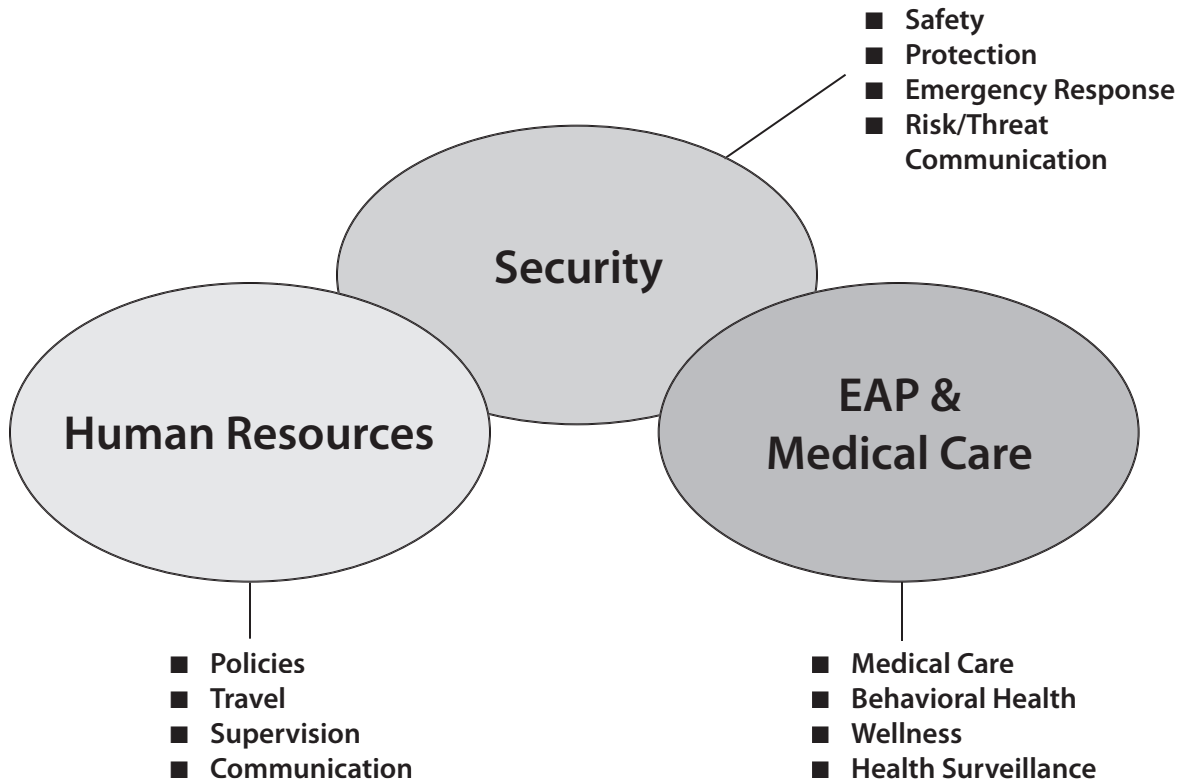 ■ Safety
■ Protection
■ Emergency Response
■ Risk/Threat
Communication
Security
Human Resources
EAP &
Medical Care
■ Policies
■ Travel
■ Supervision
■ Communication
■ Medical Care
■ Behavioral Health
■ Wellness
■ Health Surveillance